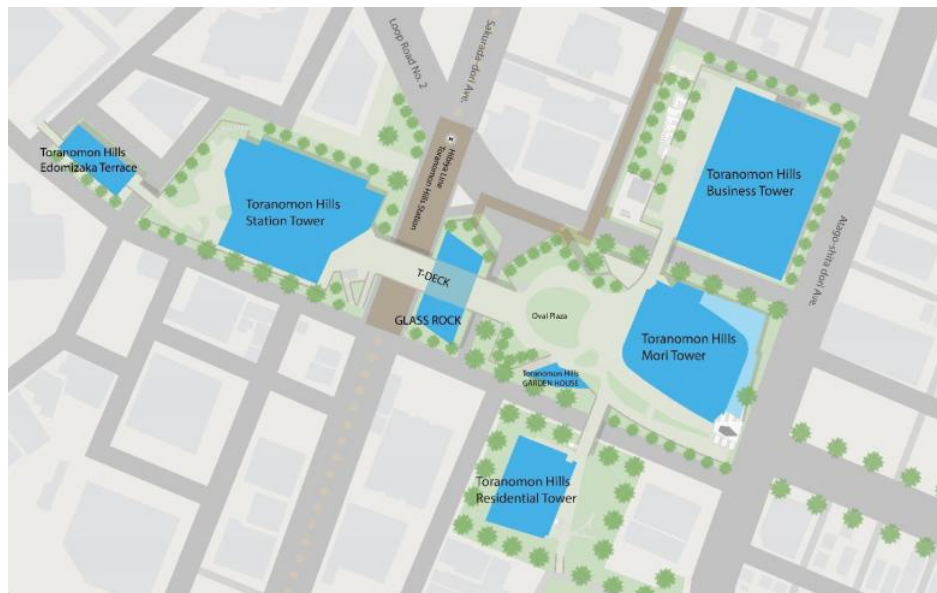 Loop Road No. 2
Sakurada-dori Ave.
Toranomon Hills
Edomizaka Terrace
Toranomon Hills
Station Tower
Hibiya Line
Toranomon Hills Station
Toranomon Hills
Business Tower
Atago-shita dori Ave.
T-DECK
GLASS ROCK
Oval Plaza
Toranomon Hills
Mori Tower
Toranomon Hills
GARDEN HOUSE
Toranomon Hills
Residential Tower